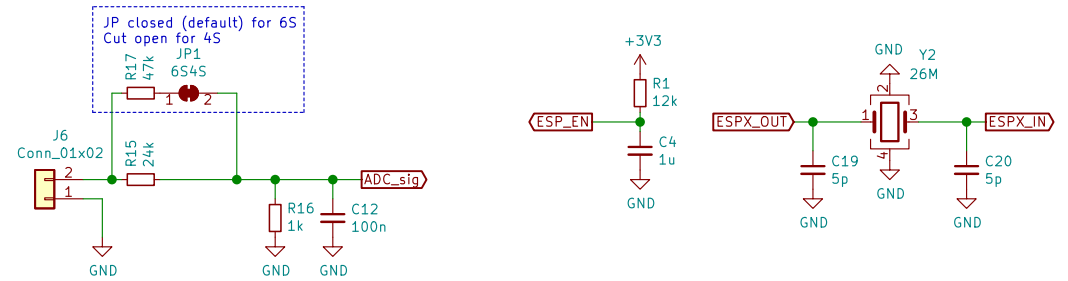 JP closed (default) for 6S
Cut open for 4S
JP1
6S4S
R17
47k
1
2
J6
Conn_01x02
R15
24k
2
1
ADC_sig
R16
1k
C12
100n
GND
GND
GND
+3V3
R1
12k
ESP_EN
C4
1u
GND
GND
Y2
26M
2
ESPX_OUT
1
3
ESPX_IN
4
C19
5p
GND
C20
5p
GND
GND